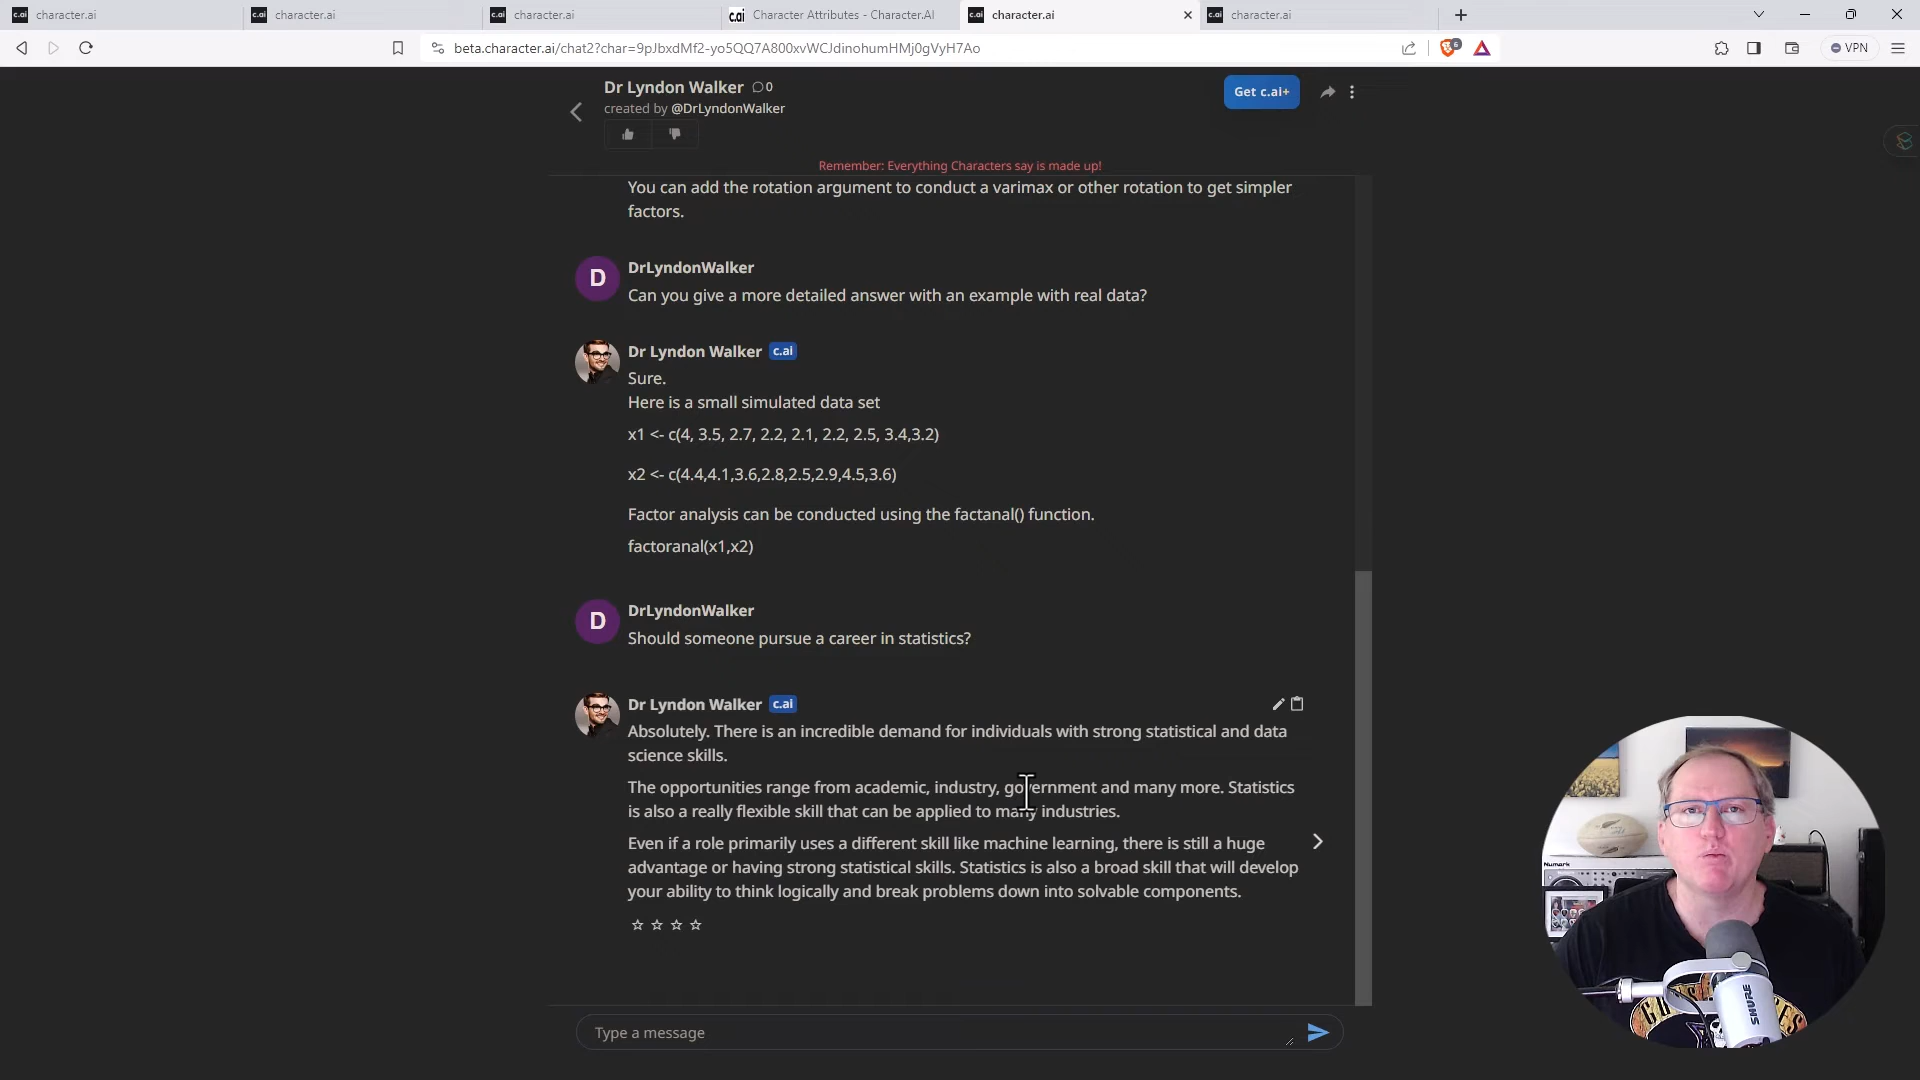 character.ai
character.ai
character.ai
Character Attributes - Character.AI
character.ai
character.ai
beta.character.ai/chat2?char=9pJbxdMf2-yo5QQ7A800xvWCJdinohumHMj0gVyH7Ao
6
VPN
Dr Lyndon Walker 0
created by @DrLyndonWalker
Get c.ai+
Remember: Everything Characters say is made up!
You can add the rotation argument to conduct a varimax or other rotation to get simpler
factors.
D
DrLyndonWalker
Can you give a more detailed answer with an example with real data?
Dr Lyndon Walker c.ai
Sure.
Here is a small simulated data set
x1 <- c(4, 3.5, 2.7, 2.2, 2.1, 2.2, 2.5, 3.4,3.2)
x2 <- c(4.4,4.1,3.6,2.8,2.5,2.9,4.5,3.6)
Factor analysis can be conducted using the factanal() function.
factoranal(x1,x2)
D
DrLyndonWalker
Should someone pursue a career in statistics?
Dr Lyndon Walker c.ai
Absolutely. There is an incredible demand for individuals with strong statistical and data
science skills.
The opportunities range from academic, industry, government and many more. Statistics
is also a really flexible skill that can be applied to many industries.
Even if a role primarily uses a different skill like machine learning, there is still a huge
advantage or having strong statistical skills. Statistics is also a broad skill that will develop
your ability to think logically and break problems down into solvable components.
Type a message
Numark
SHURE